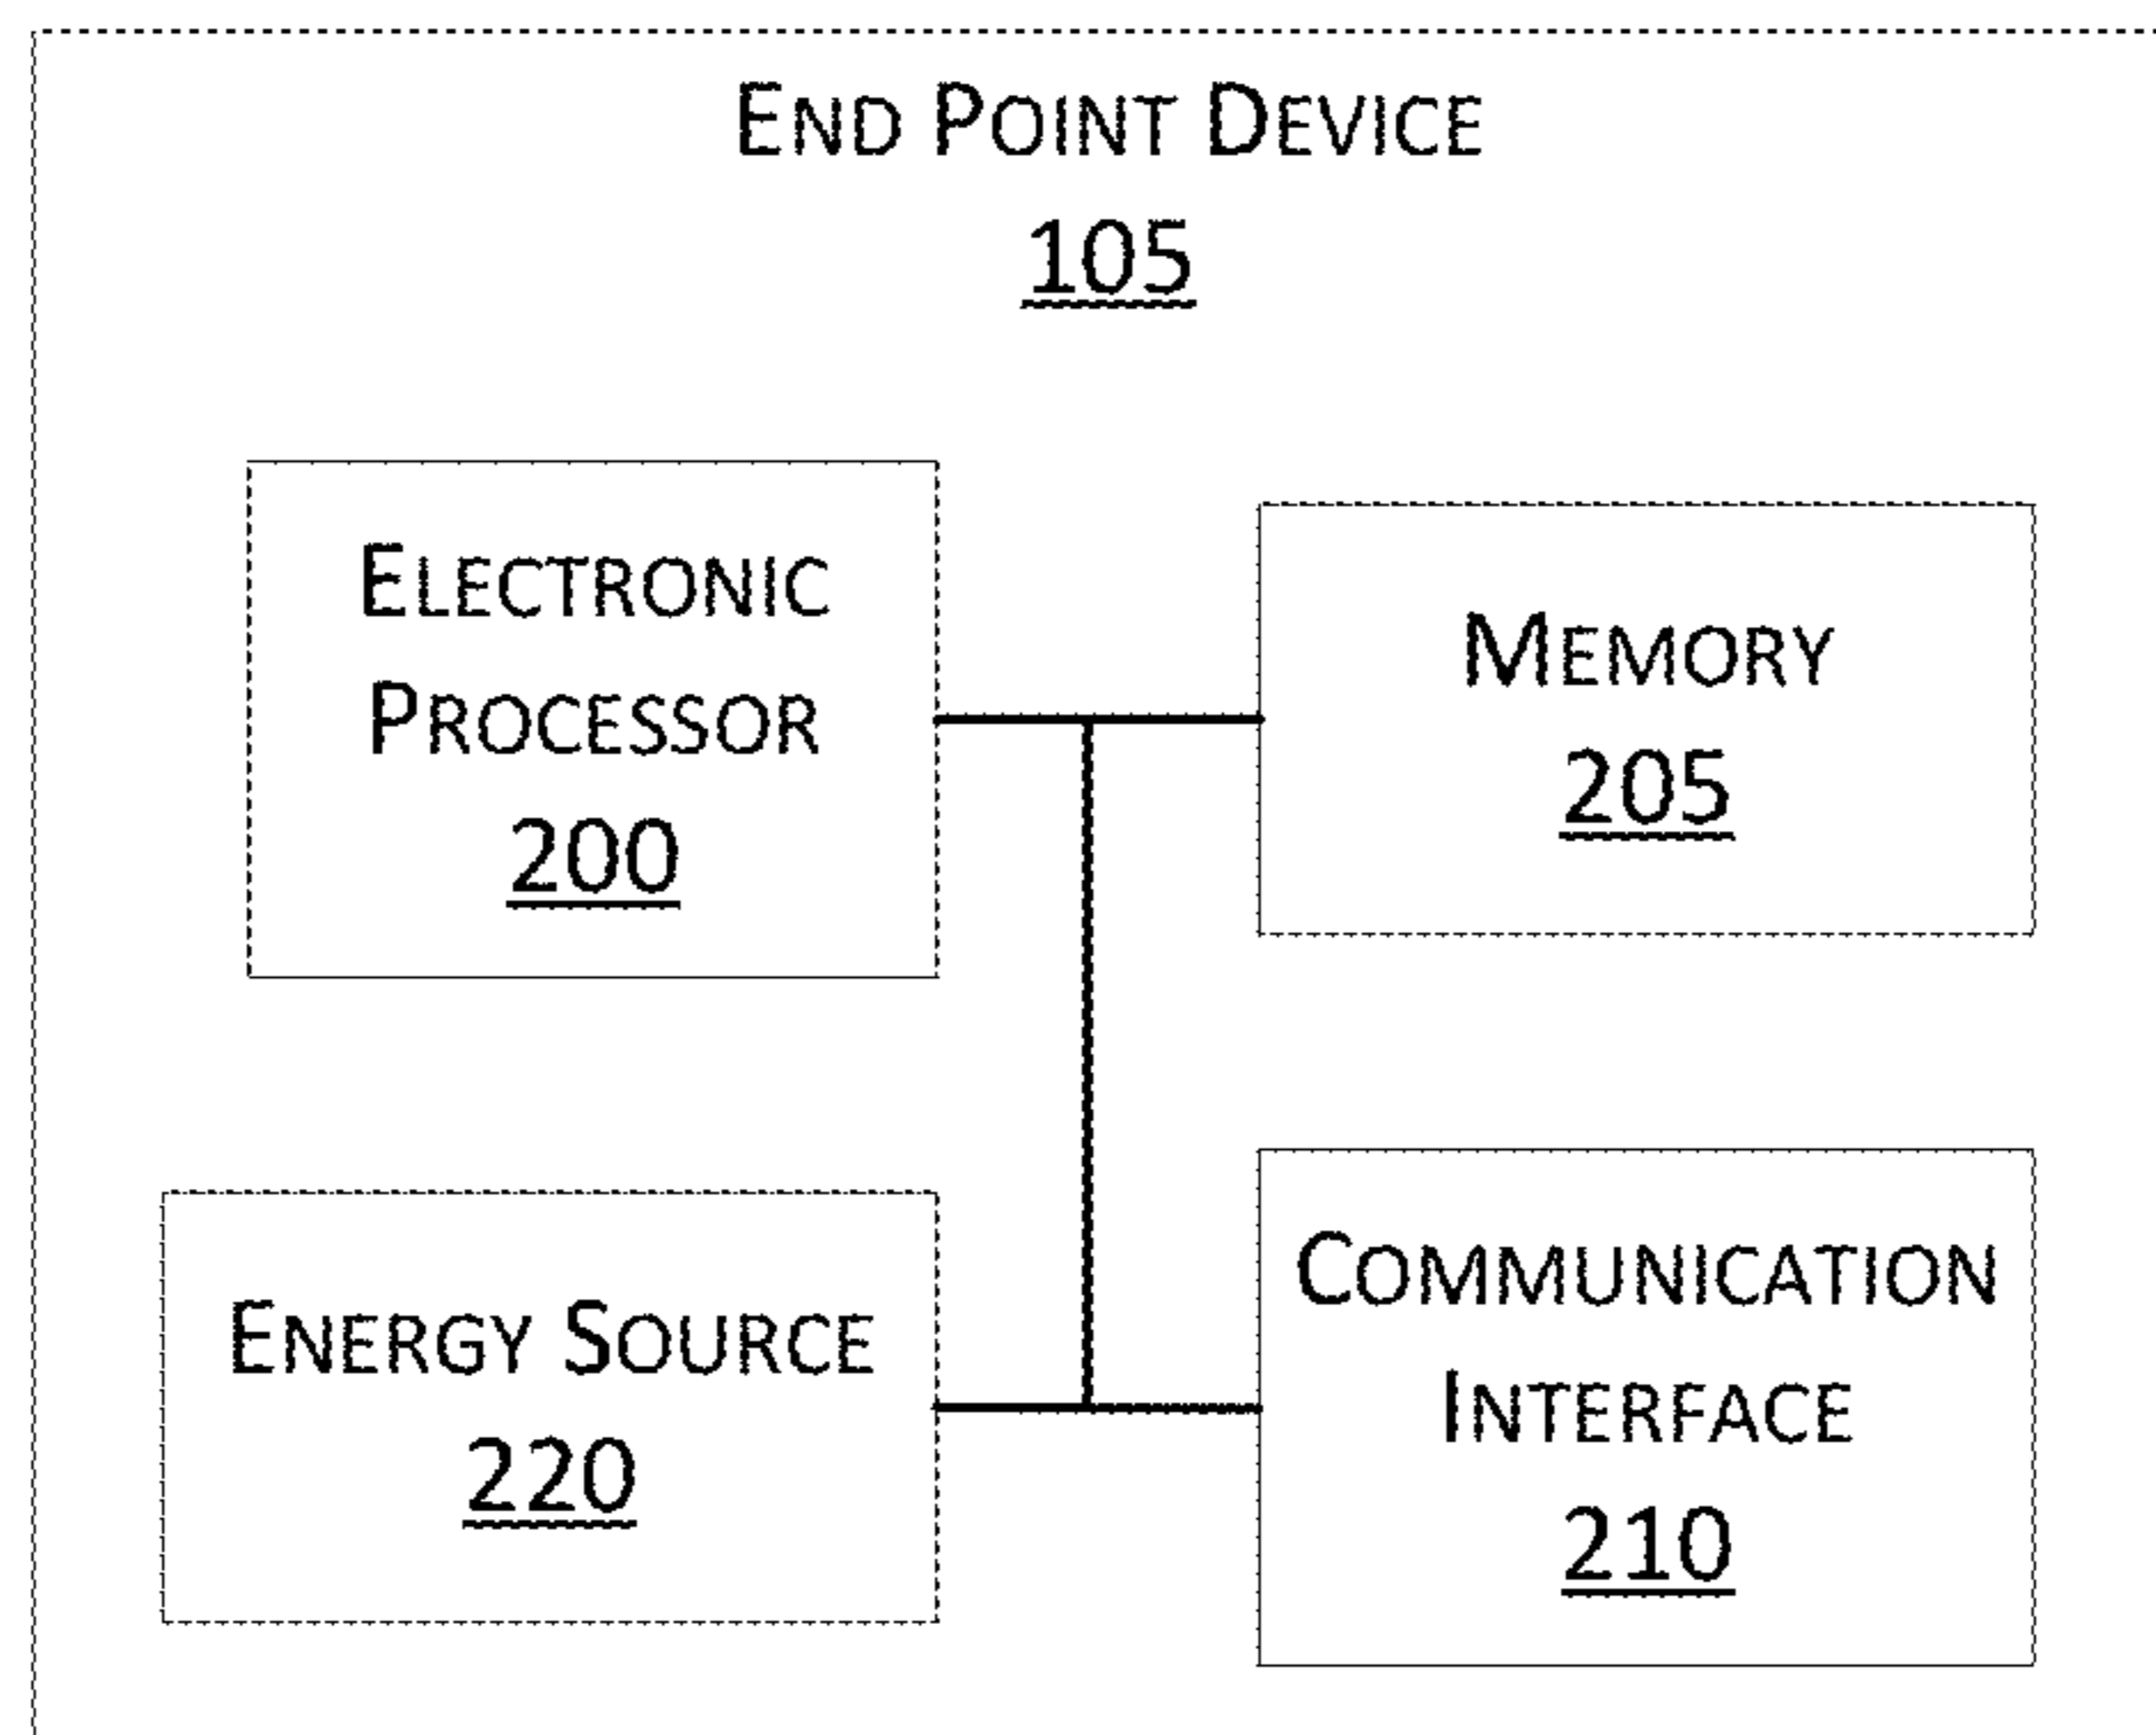 END POINT DEVICE
105
ELECTRONIC
PROCESSOR
200
MEMORY
205
ENERGY SOURCE
220
COMMUNICATION
INTERFACE
210